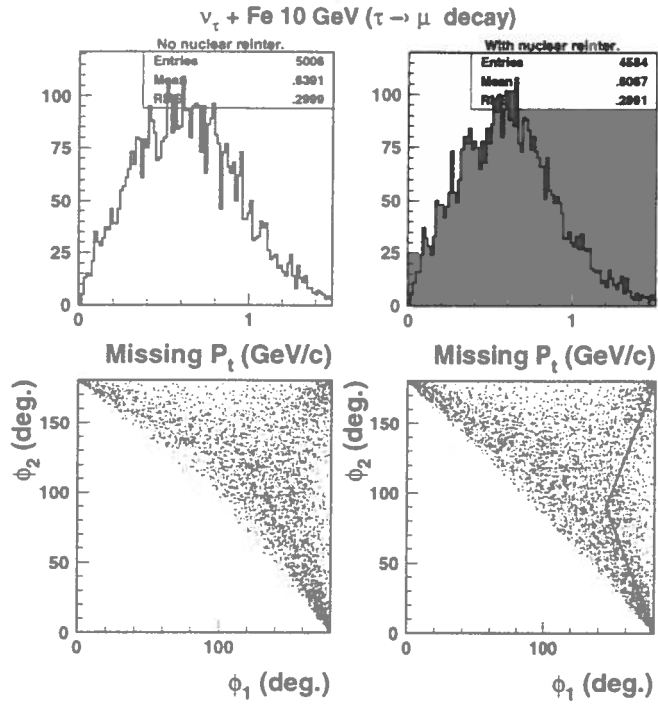 ν_τ + Fe 10 GeV (τ → μ decay)
No nuclear reinter.
Entries 5006
Mean .6391
RMS .2999
100
75
50
25
0
0 1
Missing P_t (GeV/c)
With nuclear reinter.
Entries 4584
Mean .6067
100
75
50
25
0
0 1
Missing P_t (GeV/c)
ϕ_2 (deg.)
150
100
50
0
0 100
ϕ_1 (deg.)
ϕ_2 (deg.)
150
100
50
0
0 100
ϕ_1 (deg.)